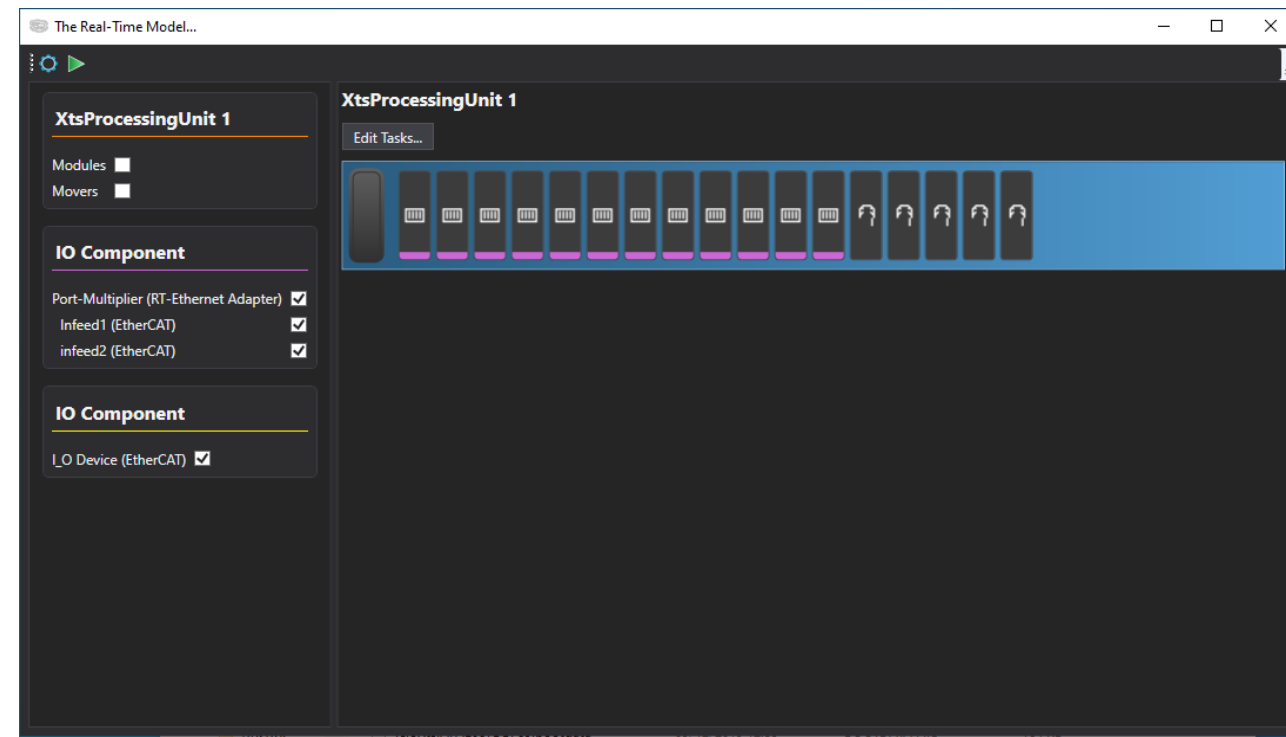 The Real-Time Model...
XtsProcessingUnit 1
Modules
Movers
IO Component
Port-Multiplier (RT-Ethernet Adapter)
Infeed1 (EtherCAT)
infeed2 (EtherCAT)
IO Component
I_O Device (EtherCAT)
XtsProcessingUnit 1
Edit Tasks...